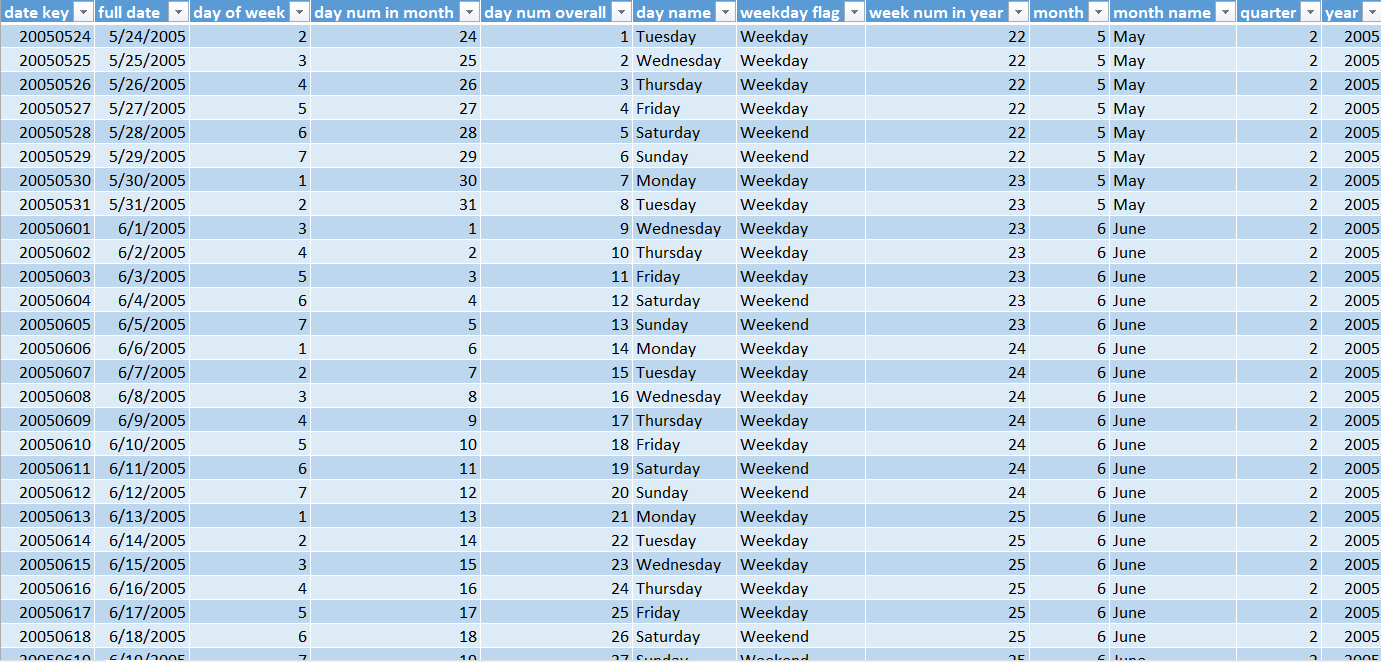 date key full date day of week day num in month day num overall day name weekday flag week num in year month month name quarter year
20050524 5/24/2005 2 24 1 Tuesday Weekday 22 5 May 2 2005
20050525 5/25/2005 3 25 2 Wednesday Weekday 22 5 May 2 2005
20050526 5/26/2005 4 26 3 Thursday Weekday 22 5 May 2 2005
20050527 5/27/2005 5 27 4 Friday Weekday 22 5 May 2 2005
20050528 5/28/2005 6 28 5 Saturday Weekend 22 5 May 2 2005
20050529 5/29/2005 7 29 6 Sunday Weekend 22 5 May 2 2005
20050530 5/30/2005 1 30 7 Monday Weekday 23 5 May 2 2005
20050531 5/31/2005 2 31 8 Tuesday Weekday 23 5 May 2 2005
20050601 6/1/2005 3 1 9 Wednesday Weekday 23 6 June 2 2005
20050602 6/2/2005 4 2 10 Thursday Weekday 23 6 June 2 2005
20050603 6/3/2005 5 3 11 Friday Weekday 23 6 June 2 2005
20050604 6/4/2005 6 4 12 Saturday Weekend 23 6 June 2 2005
20050605 6/5/2005 7 5 13 Sunday Weekend 23 6 June 2 2005
20050606 6/6/2005 1 6 14 Monday Weekday 24 6 June 2 2005
20050607 6/7/2005 2 7 15 Tuesday Weekday 24 6 June 2 2005
20050608 6/8/2005 3 8 16 Wednesday Weekday 24 6 June 2 2005
20050609 6/9/2005 4 9 17 Thursday Weekday 24 6 June 2 2005
20050610 6/10/2005 5 10 18 Friday Weekday 24 6 June 2 2005
20050611 6/11/2005 6 11 19 Saturday Weekend 24 6 June 2 2005
20050612 6/12/2005 7 12 20 Sunday Weekend 24 6 June 2 2005
20050613 6/13/2005 1 13 21 Monday Weekday 25 6 June 2 2005
20050614 6/14/2005 2 14 22 Tuesday Weekday 25 6 June 2 2005
20050615 6/15/2005 3 15 23 Wednesday Weekday 25 6 June 2 2005
20050616 6/16/2005 4 16 24 Thursday Weekday 25 6 June 2 2005
20050617 6/17/2005 5 17 25 Friday Weekday 25 6 June 2 2005
20050618 6/18/2005 6 18 26 Saturday Weekend 25 6 June 2 2005
20050619 6/19/2005 7 19 27 Sunday Weekend 25 6 June 2 2005